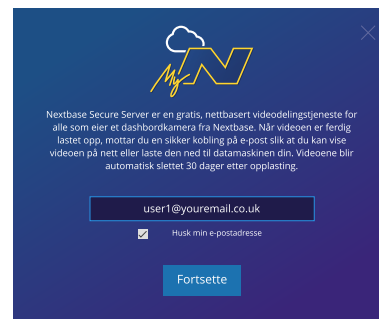 My N
Nextbase Secure Server er en gratis, nettbasert videodelingstjeneste for
alle som eier et dashbordkamera fra Nextbase. Når videoen er ferdig
lastet opp, mottar du en sikker kobling på e-post slik at du kan vise
videoen på nett eller laste den ned til datamaskinen din. Videoene blir
automatisk slettet 30 dager etter opplasting.
user1@youremail.co.uk
Husk min e-postadresse
Fortsette